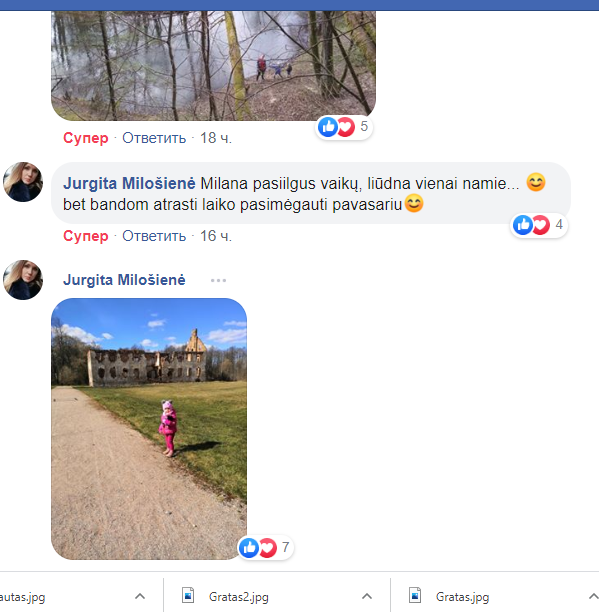 5
Супер · Ответить · 18 ч.
Jurgita Milošienė Milana pasiilgus vaikų, liūdna vienai namie... 😊
bet bandom atrasti laiko pasimėgauti pavasariu😊
4
Супер · Ответить · 16 ч.
Jurgita Milošienė ...
7
autas.jpg Gratas2.jpg Gratas.jpg